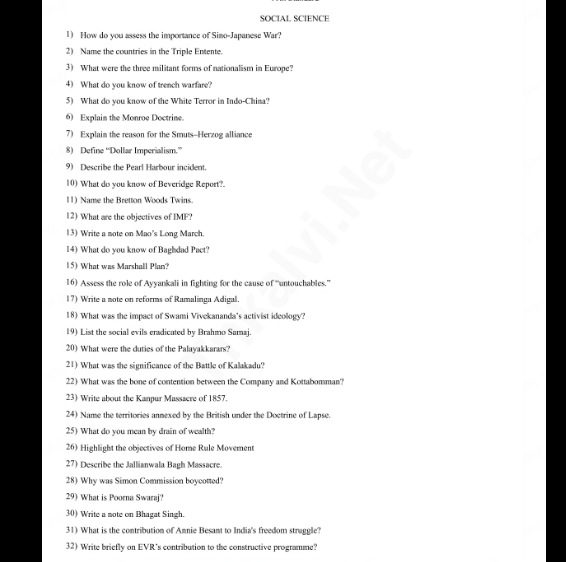 SOCIAL SCIENCE
1) How do you assess the importance of Sino-Japanese War?
2) Name the countries in the Triple Entente.
3) What were the three militant forms of nationalism in Europe?
4) What do you know of trench warfare?
5) What do you know of the White Terror in Indo-China?
6) Explain the Monroe Doctrine.
7) Explain the reason for the Smuts–Herzog alliance
8) Define “Dollar Imperialism.”
9) Describe the Pearl Harbour incident.
10) What do you know of Beveridge Report?.
11) Name the Bretton Woods Twins.
12) What are the objectives of IMF?
13) Write a note on Mao’s Long March.
14) What do you know of Baghdad Pact?
15) What was Marshall Plan?
16) Assess the role of Ayyankali in fighting for the cause of “untouchables.”
17) Write a note on reforms of Ramalinga Adigal.
18) What was the impact of Swami Vivekananda’s activist ideology?
19) List the social evils eradicated by Brahmo Samaj.
20) What were the duties of the Palayakkarars?
21) What was the significance of the Battle of Kalakadu?
22) What was the bone of contention between the Company and Kottabomman?
23) Write about the Kanpur Massacre of 1857.
24) Name the territories annexed by the British under the Doctrine of Lapse.
25) What do you mean by drain of wealth?
26) Highlight the objectives of Home Rule Movement
27) Describe the Jallianwala Bagh Massacre.
28) Why was Simon Commission boycotted?
29) What is Poorna Swaraj?
30) Write a note on Bhagat Singh.
31) What is the contribution of Annie Besant to India’s freedom struggle?
32) Write briefly on EVR’s contribution to the constructive programme?